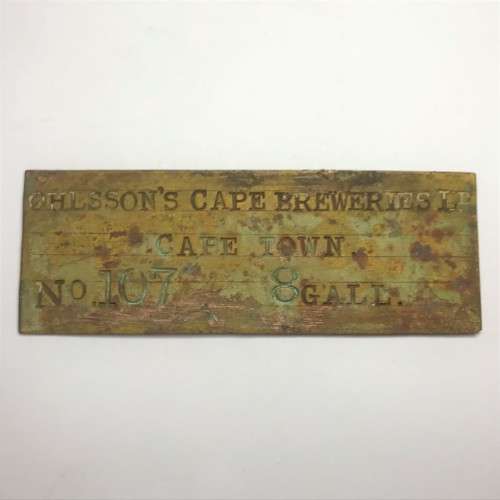 OHLSSON'S CAPE BREWERIES LD
CAPE TOWN
No. 107 8 GALL.